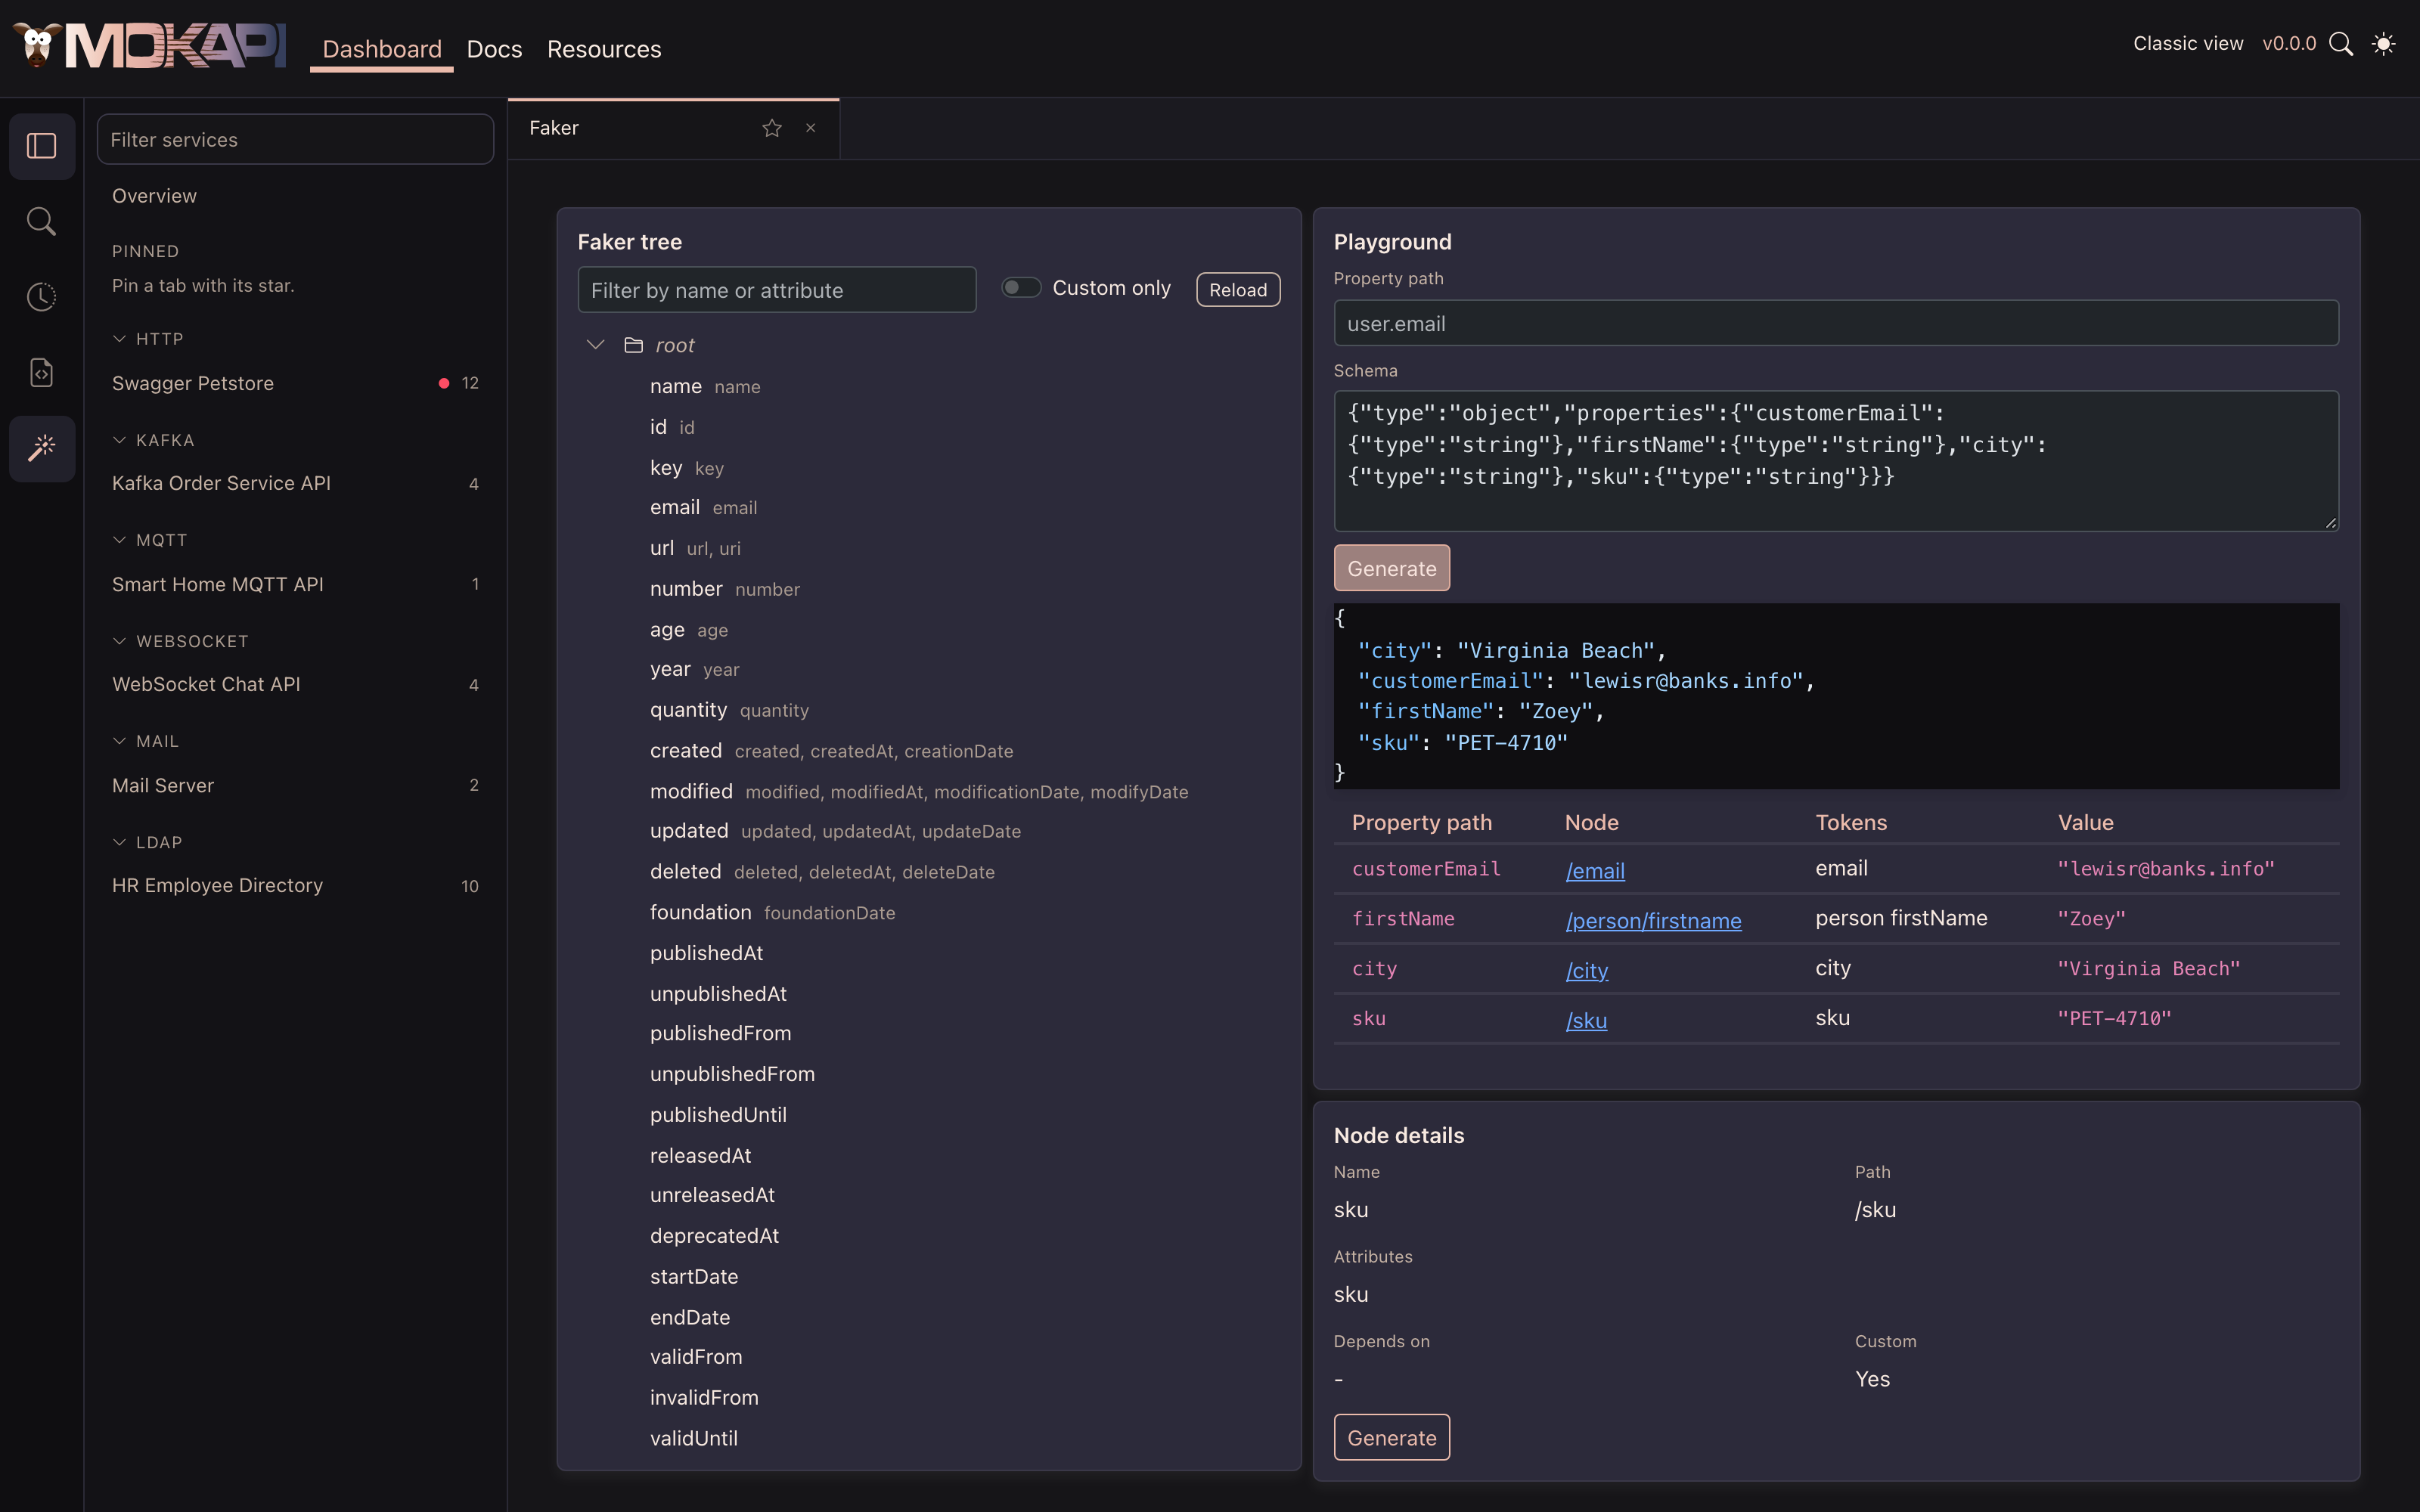 MOKAPI
Dashboard Docs Resources
Classic view v0.0.0
Filter services
Overview
PINNED
Pin a tab with its star.
HTTP
Swagger Petstore 12
KAFKA
Kafka Order Service API 4
MQTT
Smart Home MQTT API 1
WEBSOCKET
WebSocket Chat API 4
MAIL
Mail Server 2
LDAP
HR Employee Directory 10
Faker
Faker tree
Filter by name or attribute
Custom only
Reload
root
name name
id id
key key
email email
url url, uri
number number
age age
year year
quantity quantity
created created, createdAt, creationDate
modified modified, modifiedAt, modificationDate, modifyDate
updated updated, updatedAt, updateDate
deleted deleted, deletedAt, deleteDate
foundation foundationDate
publishedAt
unpublishedAt
publishedFrom
unpublishedFrom
publishedUntil
releasedAt
unreleasedAt
deprecatedAt
startDate
endDate
validFrom
invalidFrom
validUntil
Playground
Property path
user.email
Schema
{"type":"object","properties":{"customerEmail":
{"type":"string"},"firstName":{"type":"string"},"city":
{"type":"string"},"sku":{"type":"string"}}}
Generate
{
"city": "Virginia Beach",
"customerEmail": "lewisr@banks.info",
"firstName": "Zoey",
"sku": "PET-4710"
}
Property path Node Tokens Value
customerEmail /email email "lewisr@banks.info"
firstName /person/firstname person firstName "Zoey"
city /city city "Virginia Beach"
sku /sku sku "PET-4710"
Node details
Name Path
sku /sku
Attributes
sku
Depends on Custom
- Yes
Generate